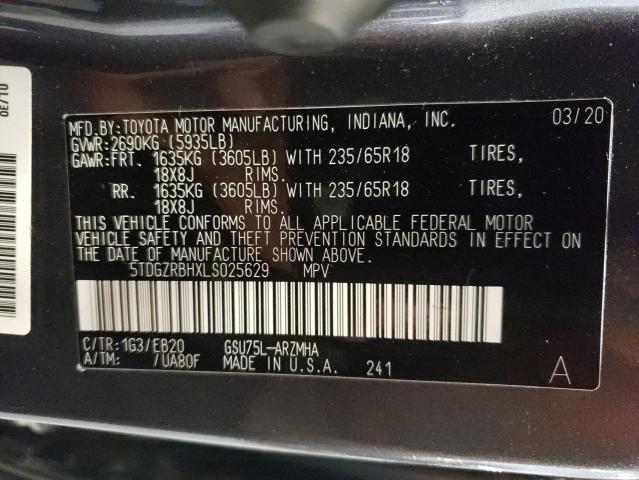 MFD.BY:TOYOTA MOTOR MANUFACTURING, INDIANA, INC. 03/20
GVWR:2690KG (5935LB)
GAWR:FRT. 1635KG (3605LB) WITH 235/65R18 TIRES,
18X8J RIMS.
RR. 1635KG (3605LB) WITH 235/65R18 TIRES,
18X8J RIMS.
THIS VEHICLE CONFORMS TO ALL APPLICABLE FEDERAL MOTOR
VEHICLE SAFETY AND THEFT PREVENTION STANDARDS IN EFFECT ON
THE DATE OF MANUFACTURE SHOWN ABOVE.
5TDGZRBHXLS025629 MPV
C/TR:1G3/EB20 GSU75L-ARZMHA
A/TM: /UA80F MADE IN U.S.A. 241 A